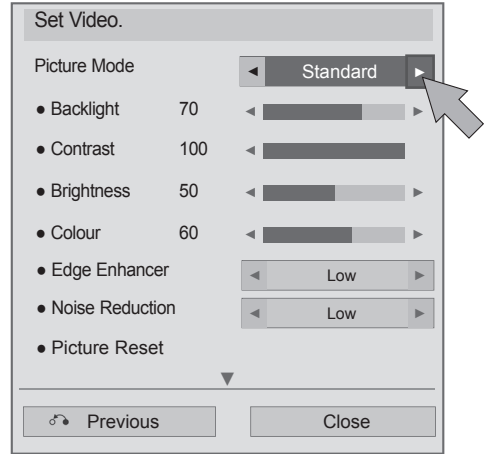 Set Video.
Picture Mode ◄ Standard ►
● Backlight 70 ◄ ►
● Contrast 100 ◄
● Brightness 50 ◄ ►
● Colour 60 ◄ ►
● Edge Enhancer ◄ Low ►
● Noise Reduction ◄ Low ►
● Picture Reset
▼
Previous Close